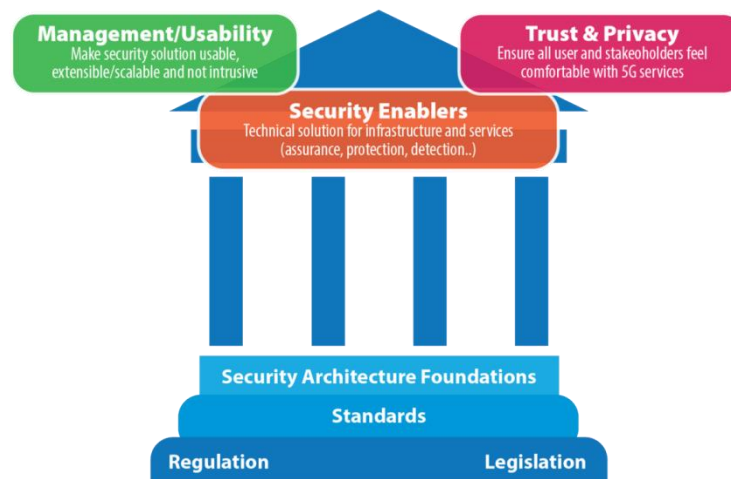 Management/Usability
Make security solution usable,
extensible/scalable and not intrusive
Trust & Privacy
Ensure all user and stakeoholders feel
comfortable with 5G services
Security Enablers
Technical solution for infrastructure and services
(assurance, protection, detection..)
Security Architecture Foundations
Standards
Regulation
Legislation